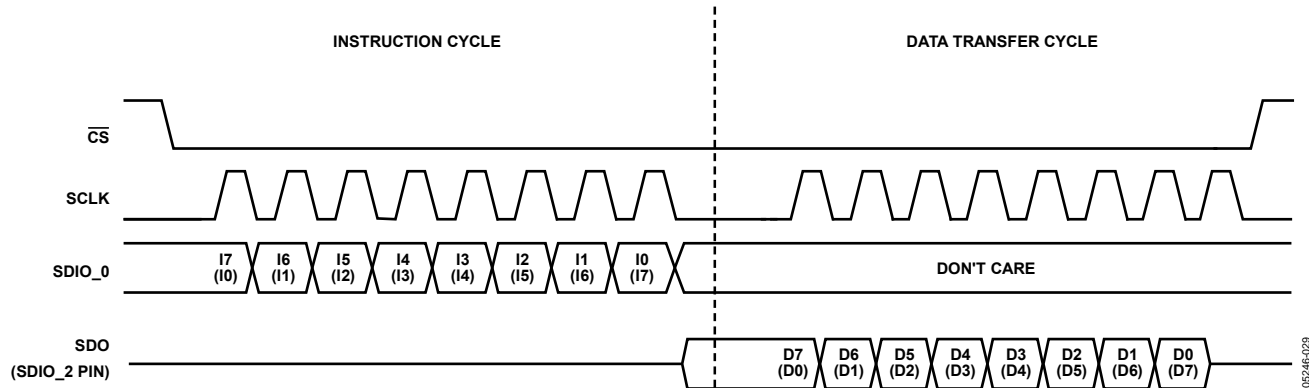 INSTRUCTION CYCLE
DATA TRANSFER CYCLE
CS
SCLK
SDIO_0
I7 I6 I5 I4 I3 I2 I1 I0
(I0) (I1) (I2) (I3) (I4) (I5) (I6) (I7)
DON'T CARE
SDO
(SDIO_2 PIN)
D7 D6 D5 D4 D3 D2 D1 D0
(D0) (D1) (D2) (D3) (D4) (D5) (D6) (D7)
05246-029